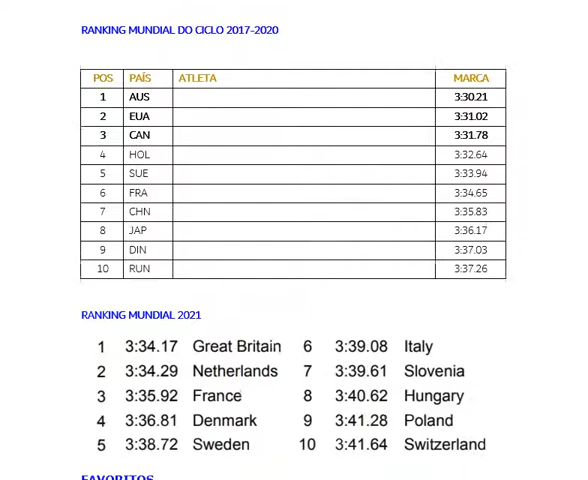 RANKING MUNDIAL DO CICLO 2017-2020
POS PAÍS ATLETA MARCA
1 AUS 3:30.21
2 EUA 3:31.02
3 CAN 3:31.78
4 HOL 3:32.64
5 SUE 3:33.94
6 FRA 3:34.65
7 CHN 3:35.83
8 JAP 3:36.17
9 DIN 3:37.03
10 RUN 3:37.26
RANKING MUNDIAL 2021
1 3:34.17 Great Britain 6 3:39.08 Italy
2 3:34.29 Netherlands 7 3:39.61 Slovenia
3 3:35.92 France 8 3:40.62 Hungary
4 3:36.81 Denmark 9 3:41.28 Poland
5 3:38.72 Sweden 10 3:41.64 Switzerland
FAVORITOS